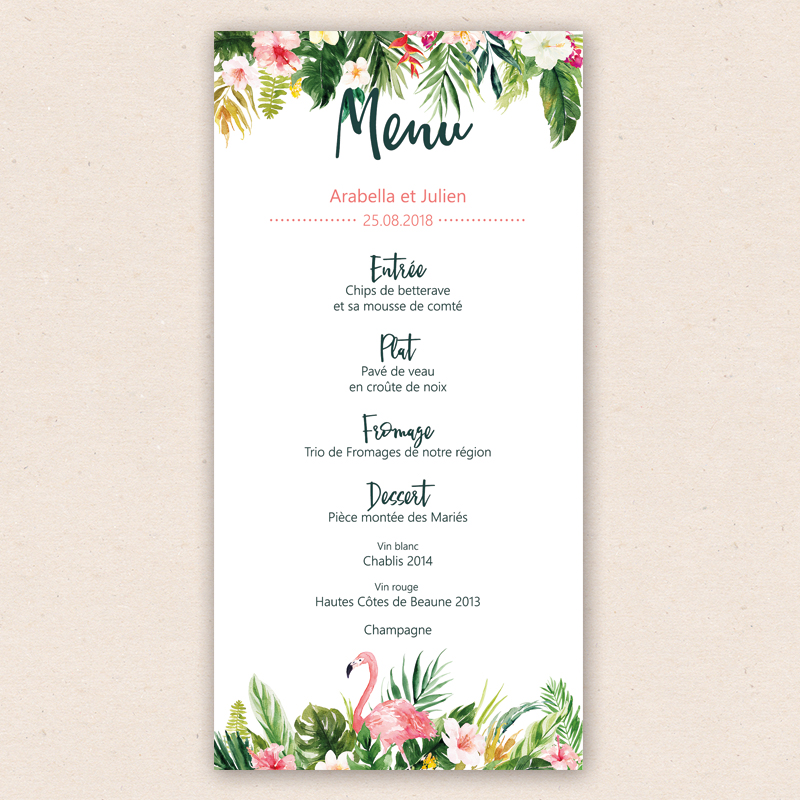 Menu
Arabella et Julien
25.08.2018
Entrée
Chips de betterave
et sa mousse de comté
Plat
Pavé de veau
en croûte de noix
Fromage
Trio de Fromages de notre région
Dessert
Pièce montée des Mariés
Vin blanc
Chablis 2014
Vin rouge
Hautes Côtes de Beaune 2013
Champagne